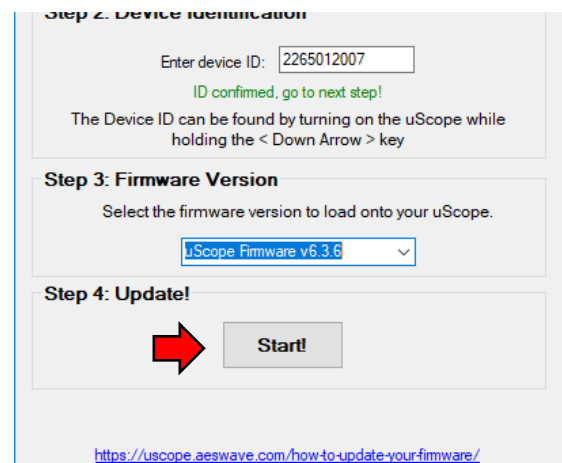 Step 2: Device Identification
Enter device ID: 2265012007
ID confirmed, go to next step!
The Device ID can be found by turning on the uScope while
holding the < Down Arrow > key
Step 3: Firmware Version
Select the firmware version to load onto your uScope.
uScope Firmware v6.3.6
Step 4: Update!
Start!
https://uscope.aeswave.com/how-to-update-your-firmware/